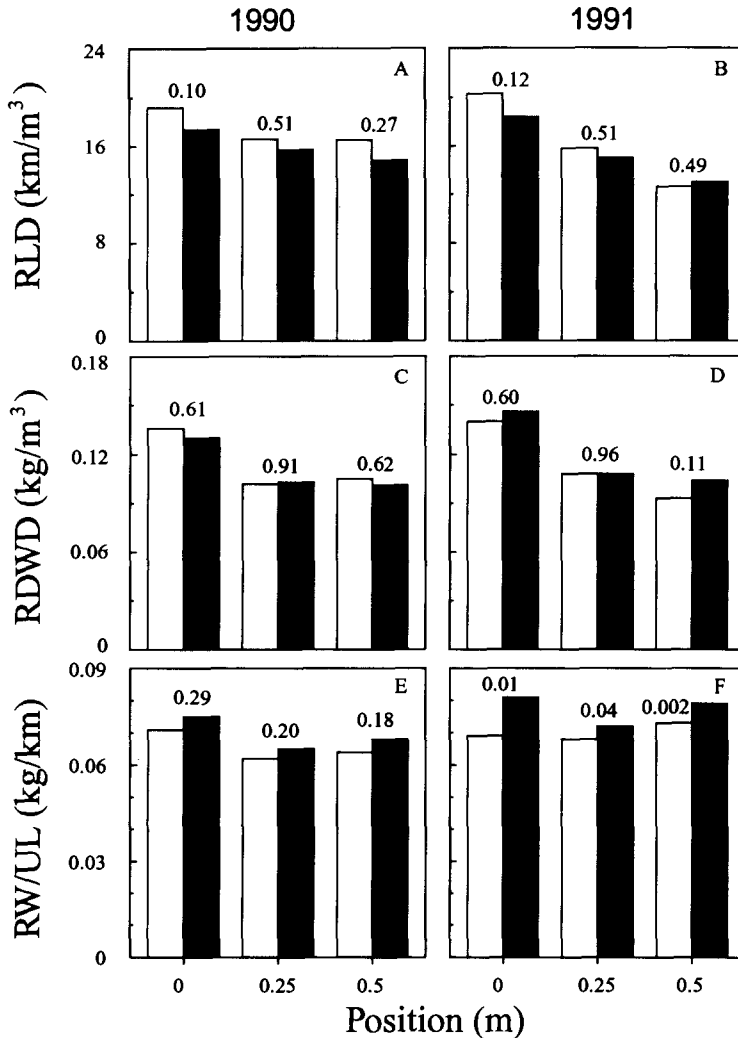 1990 1991
RLD (km/m³)
24
16
8
0
A
0.10
0.51
0.27
B
0.12
0.51
0.49
RDWD (kg/m³)
0.18
0.12
0.06
0
C
0.61
0.91
0.62
D
0.60
0.96
0.11
RW/UL (kg/km)
0.09
0.06
0.03
0
E
0.29
0.20
0.18
F
0.01
0.04
0.002
0 0.25 0.5 0 0.25 0.5
Position (m)